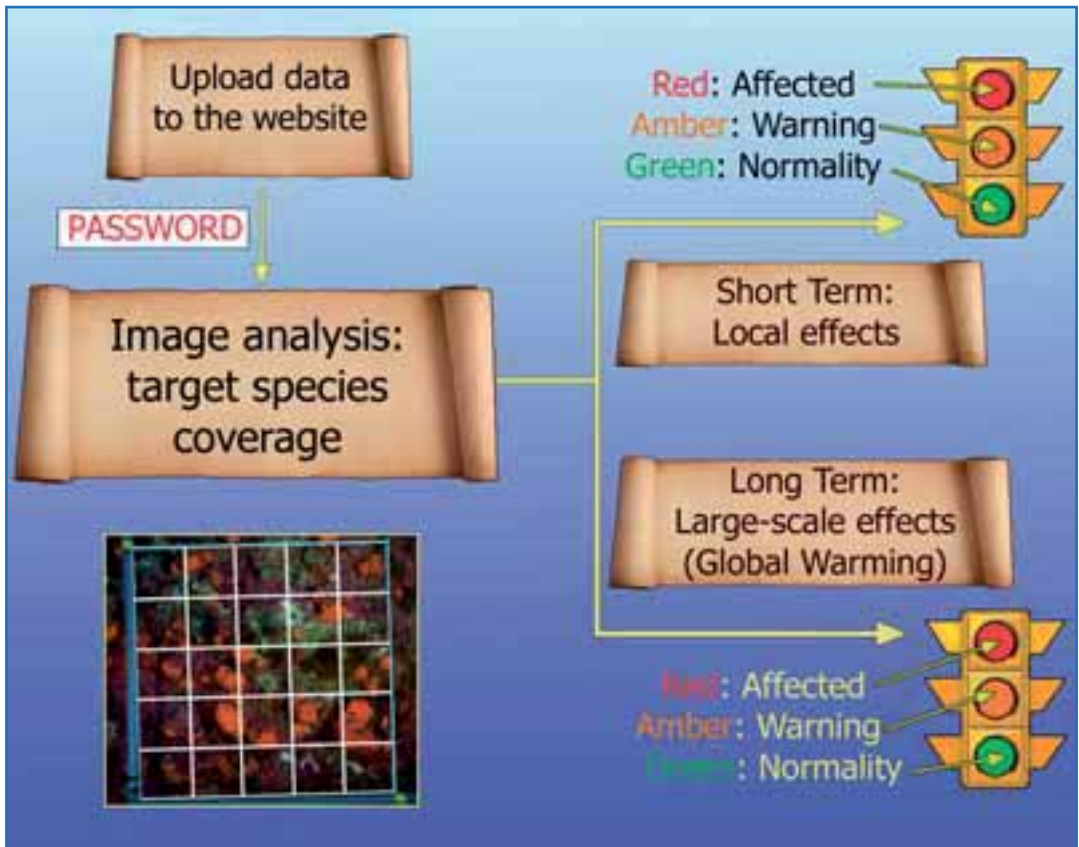 Upload data
to the website
PASSWORD
Image analysis:
target species
coverage
Red: Affected
Amber: Warning
Green: Normality
Short Term:
Local effects
Long Term:
Large-scale effects
(Global Warming)
Red: Affected
Amber: Warning
Green: Normality